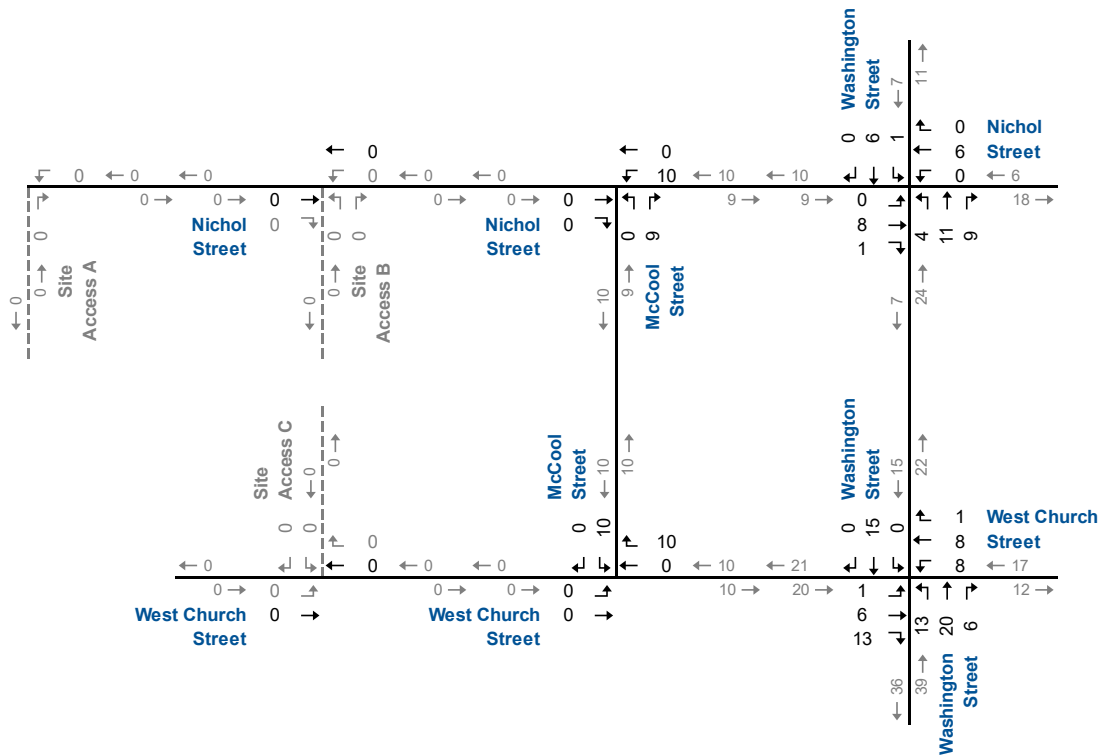 Washington
Street
← 7
11 →
0 6 1
0 Nichol
6 Street
0 ← 6
← 0
0 ← 0 ← 0
← 0
0 ← 0 ← 0
← 0
10 ← 10 ← 10
0 → 0 → 0
Nichol 0
Street
0 → 0 → 0
Nichol 0
Street
9 → 9 → 0
8
1
18 →
0
0 0
0 9
4 11 9
← 0
0 →
Site
Access A
← 0
0 →
Site
Access B
← 10
9 →
McCool
Street
← 7
24 →
Site
Access C
← 0
0 →
McCool
Street
← 10
10 →
Washington
Street
← 15
22 →
0 0
0 10
0 15 0
1 West Church
8 Street
8 ← 17
0
← 0 0 ← 0 ← 0
10
0 ← 10 ← 21
0 → 0
West Church 0
Street
0 → 0 → 0
West Church 0
Street
10 → 20 → 1
6
13
12 →
13 20 6
← 36
39 →
Washington
Street